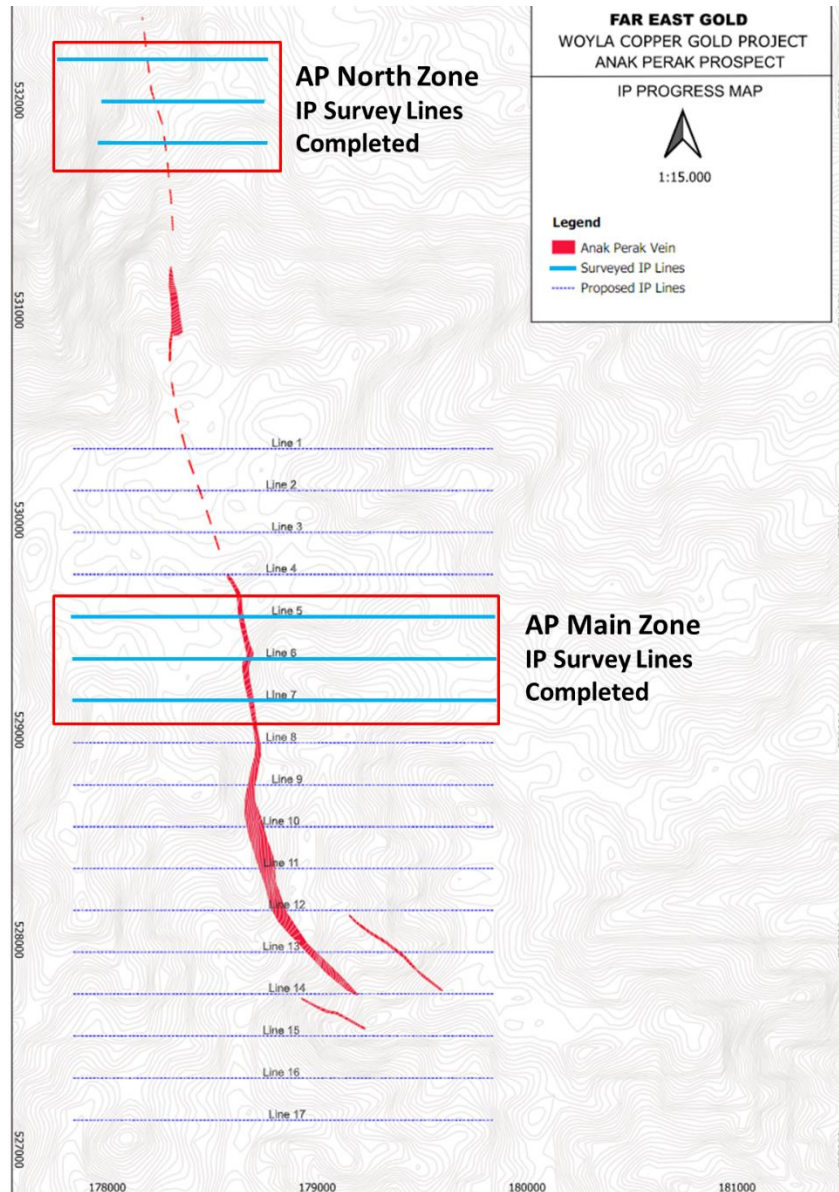 FAR EAST GOLD
WOYLA COPPER GOLD PROJECT
ANAK PERAK PROSPECT
IP PROGRESS MAP
1:15.000
Legend
Anak Perak Vein
Surveyed IP Lines
Proposed IP Lines
AP North Zone
IP Survey Lines
Completed
532000
531000
Line 1
Line 2
530000
Line 3
Line 4
Line 5
AP Main Zone
IP Survey Lines
Completed
Line 6
Line 7
529000
Line 8
Line 9
Line 10
Line 11
Line 12
528000
Line 13
Line 14
Line 15
Line 16
Line 17
527000
178000
179000
180000
181000